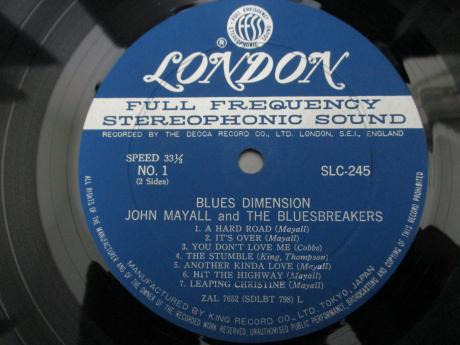 FULL FREQUENCY
ffss
STEREOPHONIC SOUND
®
LONDON
FULL FREQUENCY
STEREOPHONIC SOUND
RECORDED BY THE DECCA RECORD CO., LTD. LONDON, S.E.I., ENGLAND
SPEED 33⅓
NO. 1
(2 Sides)
SLC-245
BLUES DIMENSION
JOHN MAYALL and THE BLUESBREAKERS
1. A HARD ROAD (Mayall)
2. IT'S OVER (Mayall)
3. YOU DON'T LOVE ME (Cobbs)
4. THE STUMBLE (King, Thompson)
5. ANOTHER KINDA LOVE (Mayall)
6. HIT THE HIGHWAY (Mayall)
7. LEAPING CHRISTINE (Mayall)
ZAL 7652 (SDLBT 798) L
MANUFACTURED BY KING RECORD CO., LTD. TOKYO, JAPAN
ALL RIGHTS OF THE MANUFACTURER AND OF THE OWNER OF THE RECORDED WORK RESERVED. UNAUTHORISED PUBLIC PERFORMANCE, BROADCASTING AND COPYING OF THIS RECORD PROHIBITED